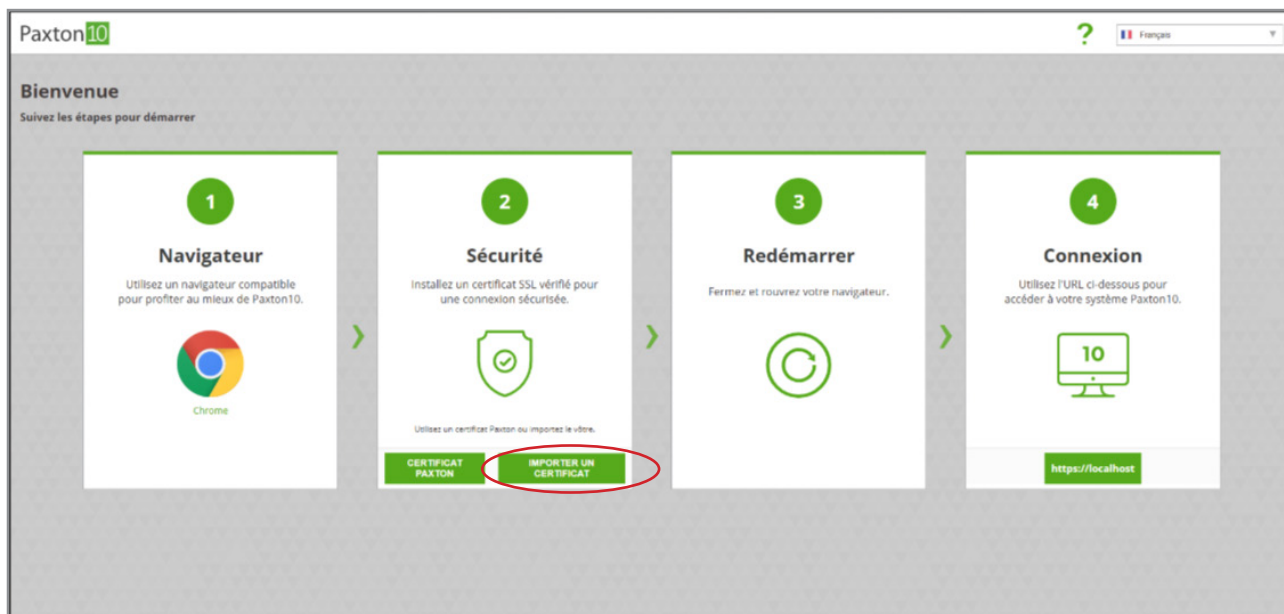 Paxton10
?
Français
Bienvenue
Suivez les étapes pour démarrer
1
Navigateur
Utilisez un navigateur compatible
pour profiter au mieux de Paxton10.
Chrome
2
Sécurité
Installez un certificat SSL vérifié pour
une connexion sécurisée.
Utilisez un certificat Paxton ou importez le vôtre.
CERTIFICAT
PAXTON
IMPORTER UN
CERTIFICAT
3
Redémarrer
Fermez et rouvrez votre navigateur.
4
Connexion
Utilisez l'URL ci-dessous pour
accéder à votre système Paxton10.
10
https://localhost